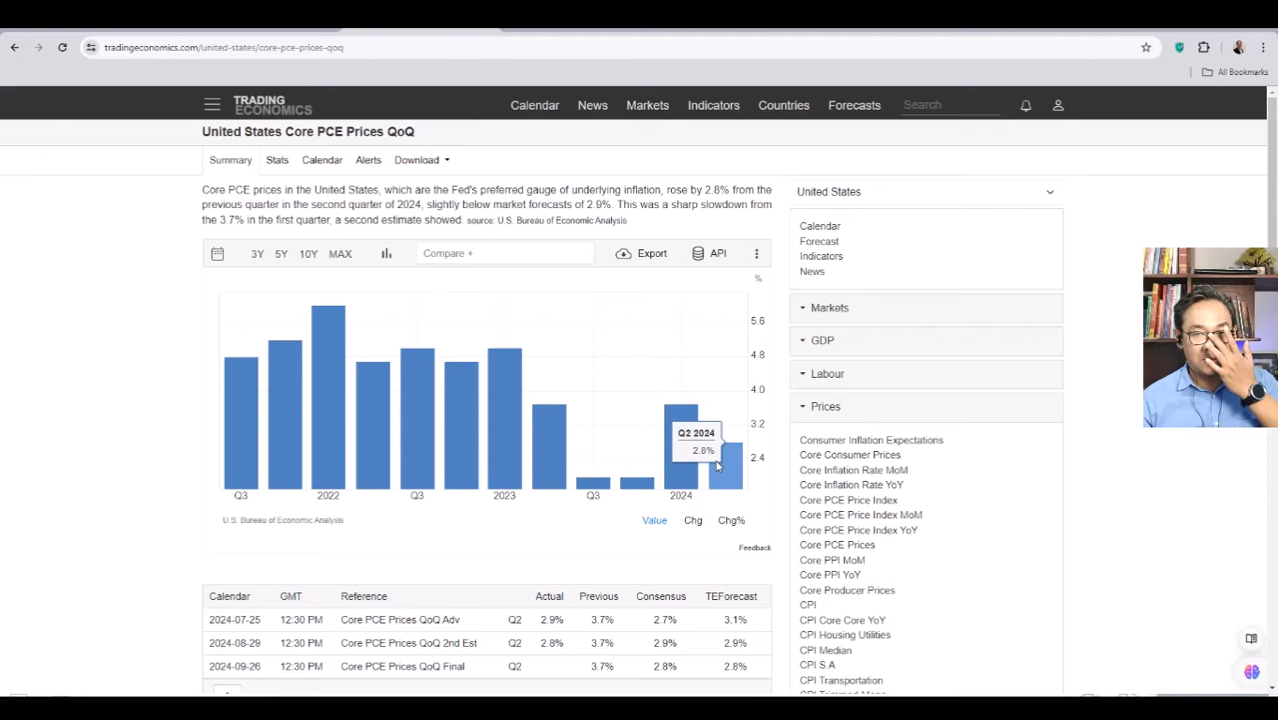 tradingeconomics.com/united-states/core-pce-prices-qoq
All Bookmarks
TRADING
ECONOMICS
Calendar News Markets Indicators Countries Forecasts Search
United States Core PCE Prices QoQ
Summary Stats Calendar Alerts Download
Core PCE prices in the United States, which are the Fed's preferred gauge of underlying inflation, rose by 2.8% from the
previous quarter in the second quarter of 2024, slightly below market forecasts of 2.9%. This was a sharp slowdown from
the 3.7% in the first quarter, a second estimate showed. source: U.S. Bureau of Economic Analysis
3Y 5Y 10Y MAX Compare + Export API
%
5.6
4.8
4.0
3.2
2.4
Q2 2024
2.8%
Q3 2022 Q3 2023 Q3 2024
U.S. Bureau of Economic Analysis
Value Chg Chg%
Feedback
Calendar GMT Reference Actual Previous Consensus TEForecast
2024-07-25 12:30 PM Core PCE Prices QoQ Adv Q2 2.9% 3.7% 2.7% 3.1%
2024-08-29 12:30 PM Core PCE Prices QoQ 2nd Est Q2 2.8% 3.7% 2.9% 2.9%
2024-09-26 12:30 PM Core PCE Prices QoQ Final Q2 3.7% 2.8% 2.8%
United States
Calendar
Forecast
Indicators
News
Markets
GDP
Labour
Prices
Consumer Inflation Expectations
Core Consumer Prices
Core Inflation Rate MoM
Core Inflation Rate YoY
Core PCE Price Index
Core PCE Price Index MoM
Core PCE Price Index YoY
Core PCE Prices
Core PPI MoM
Core PPI YoY
Core Producer Prices
CPI
CPI Core Core YoY
CPI Housing Utilities
CPI Median
CPI S.A
CPI Transportation